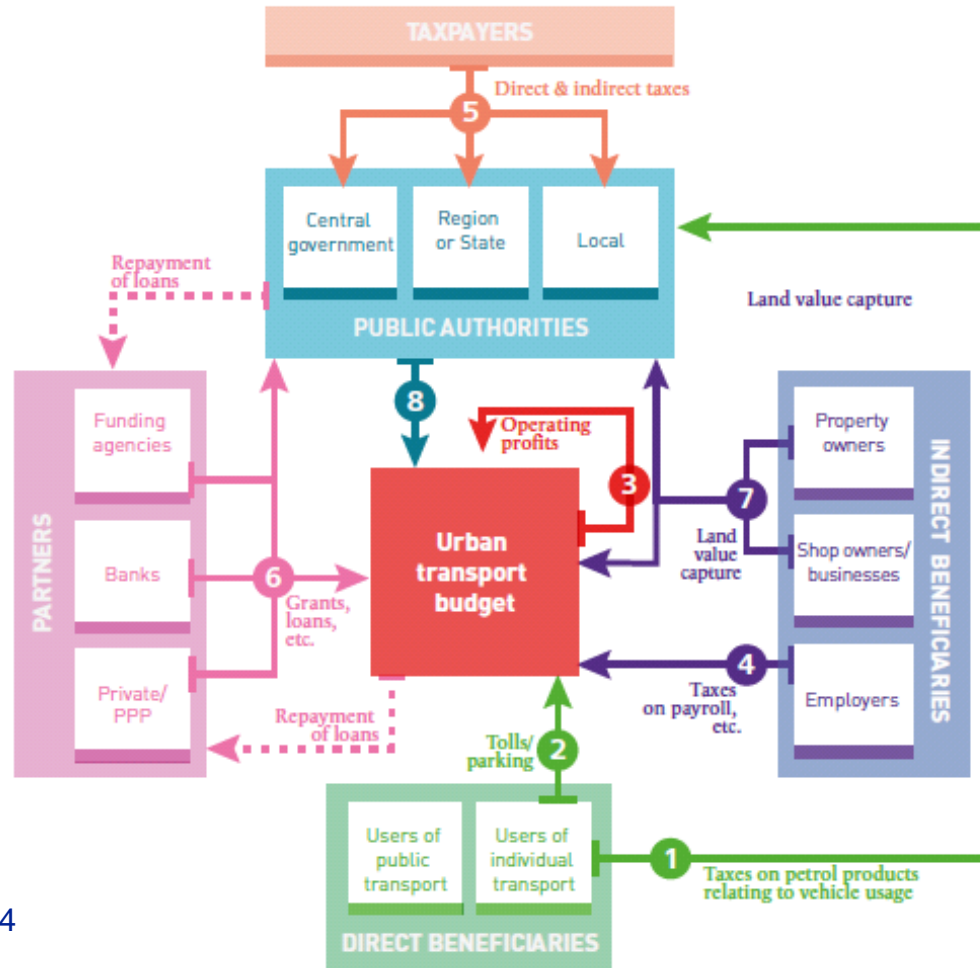 TAXPAYERS
Direct & indirect taxes
5
Central
government
Region
or State
Local
PUBLIC AUTHORITIES
Repayment
of loans
Land value capture
8
Operating
profits
3
PARTNERS
Funding
agencies
Banks
Private/
PPP
6
Grants,
loans,
etc.
Urban
transport
budget
7
Land
value
capture
Property
owners
Shop owners/
businesses
Employers
INDIRECT BENEFICIARIES
4
Taxes
on payroll,
etc.
Repayment
of loans
Tolls/
parking
2
Users of
public
transport
Users of
individual
transport
1
Taxes on petrol products
relating to vehicle usage
DIRECT BENEFICIARIES
4